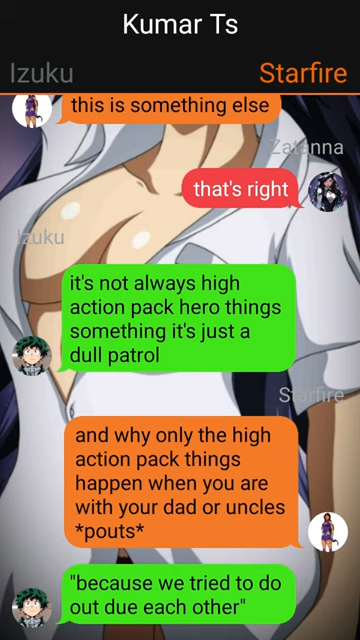 Kumar Ts
Izuku
Starfire
this is something else
Zatanna
that's right
Izuku
it's not always high
action pack hero things
something it's just a
dull patrol
Starfire
and why only the high
action pack things
happen when you are
with your dad or uncles
*pouts*
"because we tried to do
out due each other"